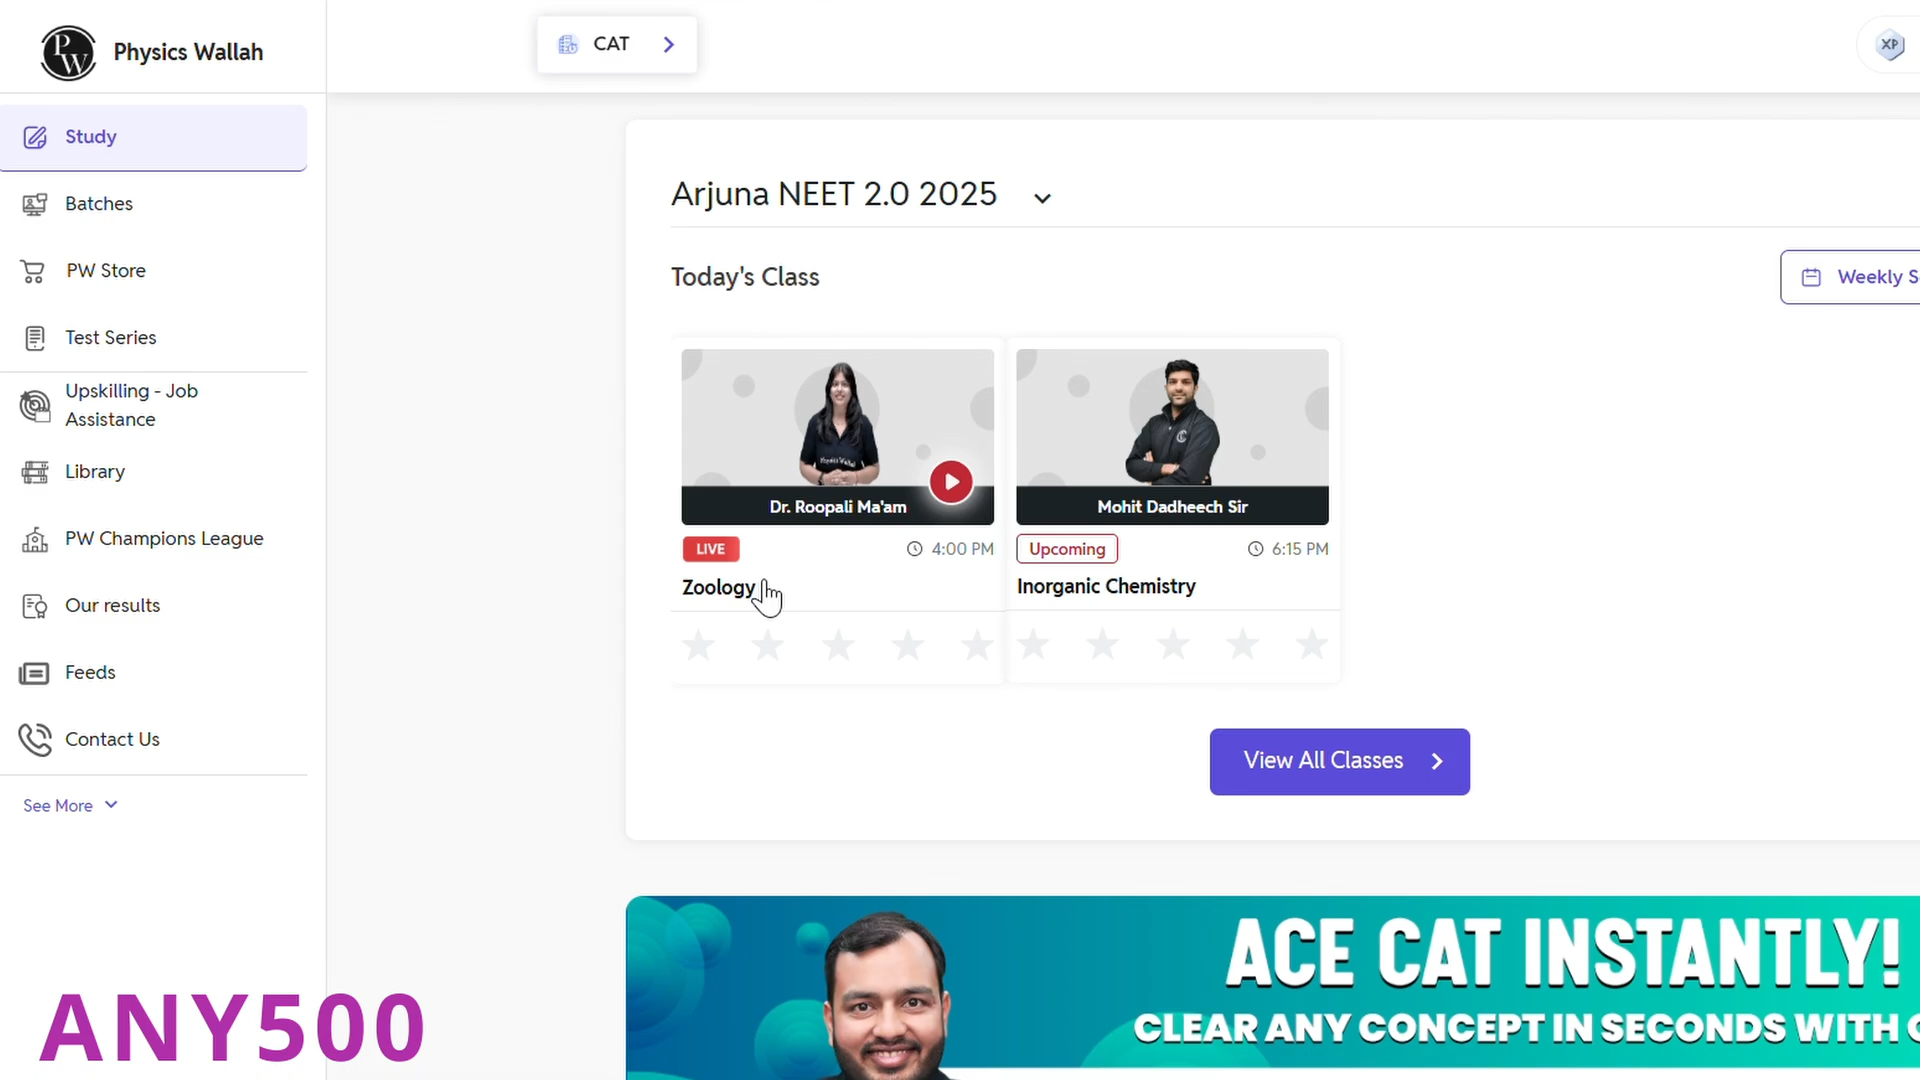 PW
Physics Wallah
CAT
XP
Study
Batches
PW Store
Test Series
Upskilling - Job
Assistance
Library
PW Champions League
Our results
Feeds
Contact Us
See More
Arjuna NEET 2.0 2025
Today's Class
Weekly S
Dr. Roopali Ma'am
Mohit Dadheech Sir
LIVE
4:00 PM
Upcoming
6:15 PM
Zoology
Inorganic Chemistry
View All Classes
ACE CAT INSTANTLY!
CLEAR ANY CONCEPT IN SECONDS WITH
ANY500